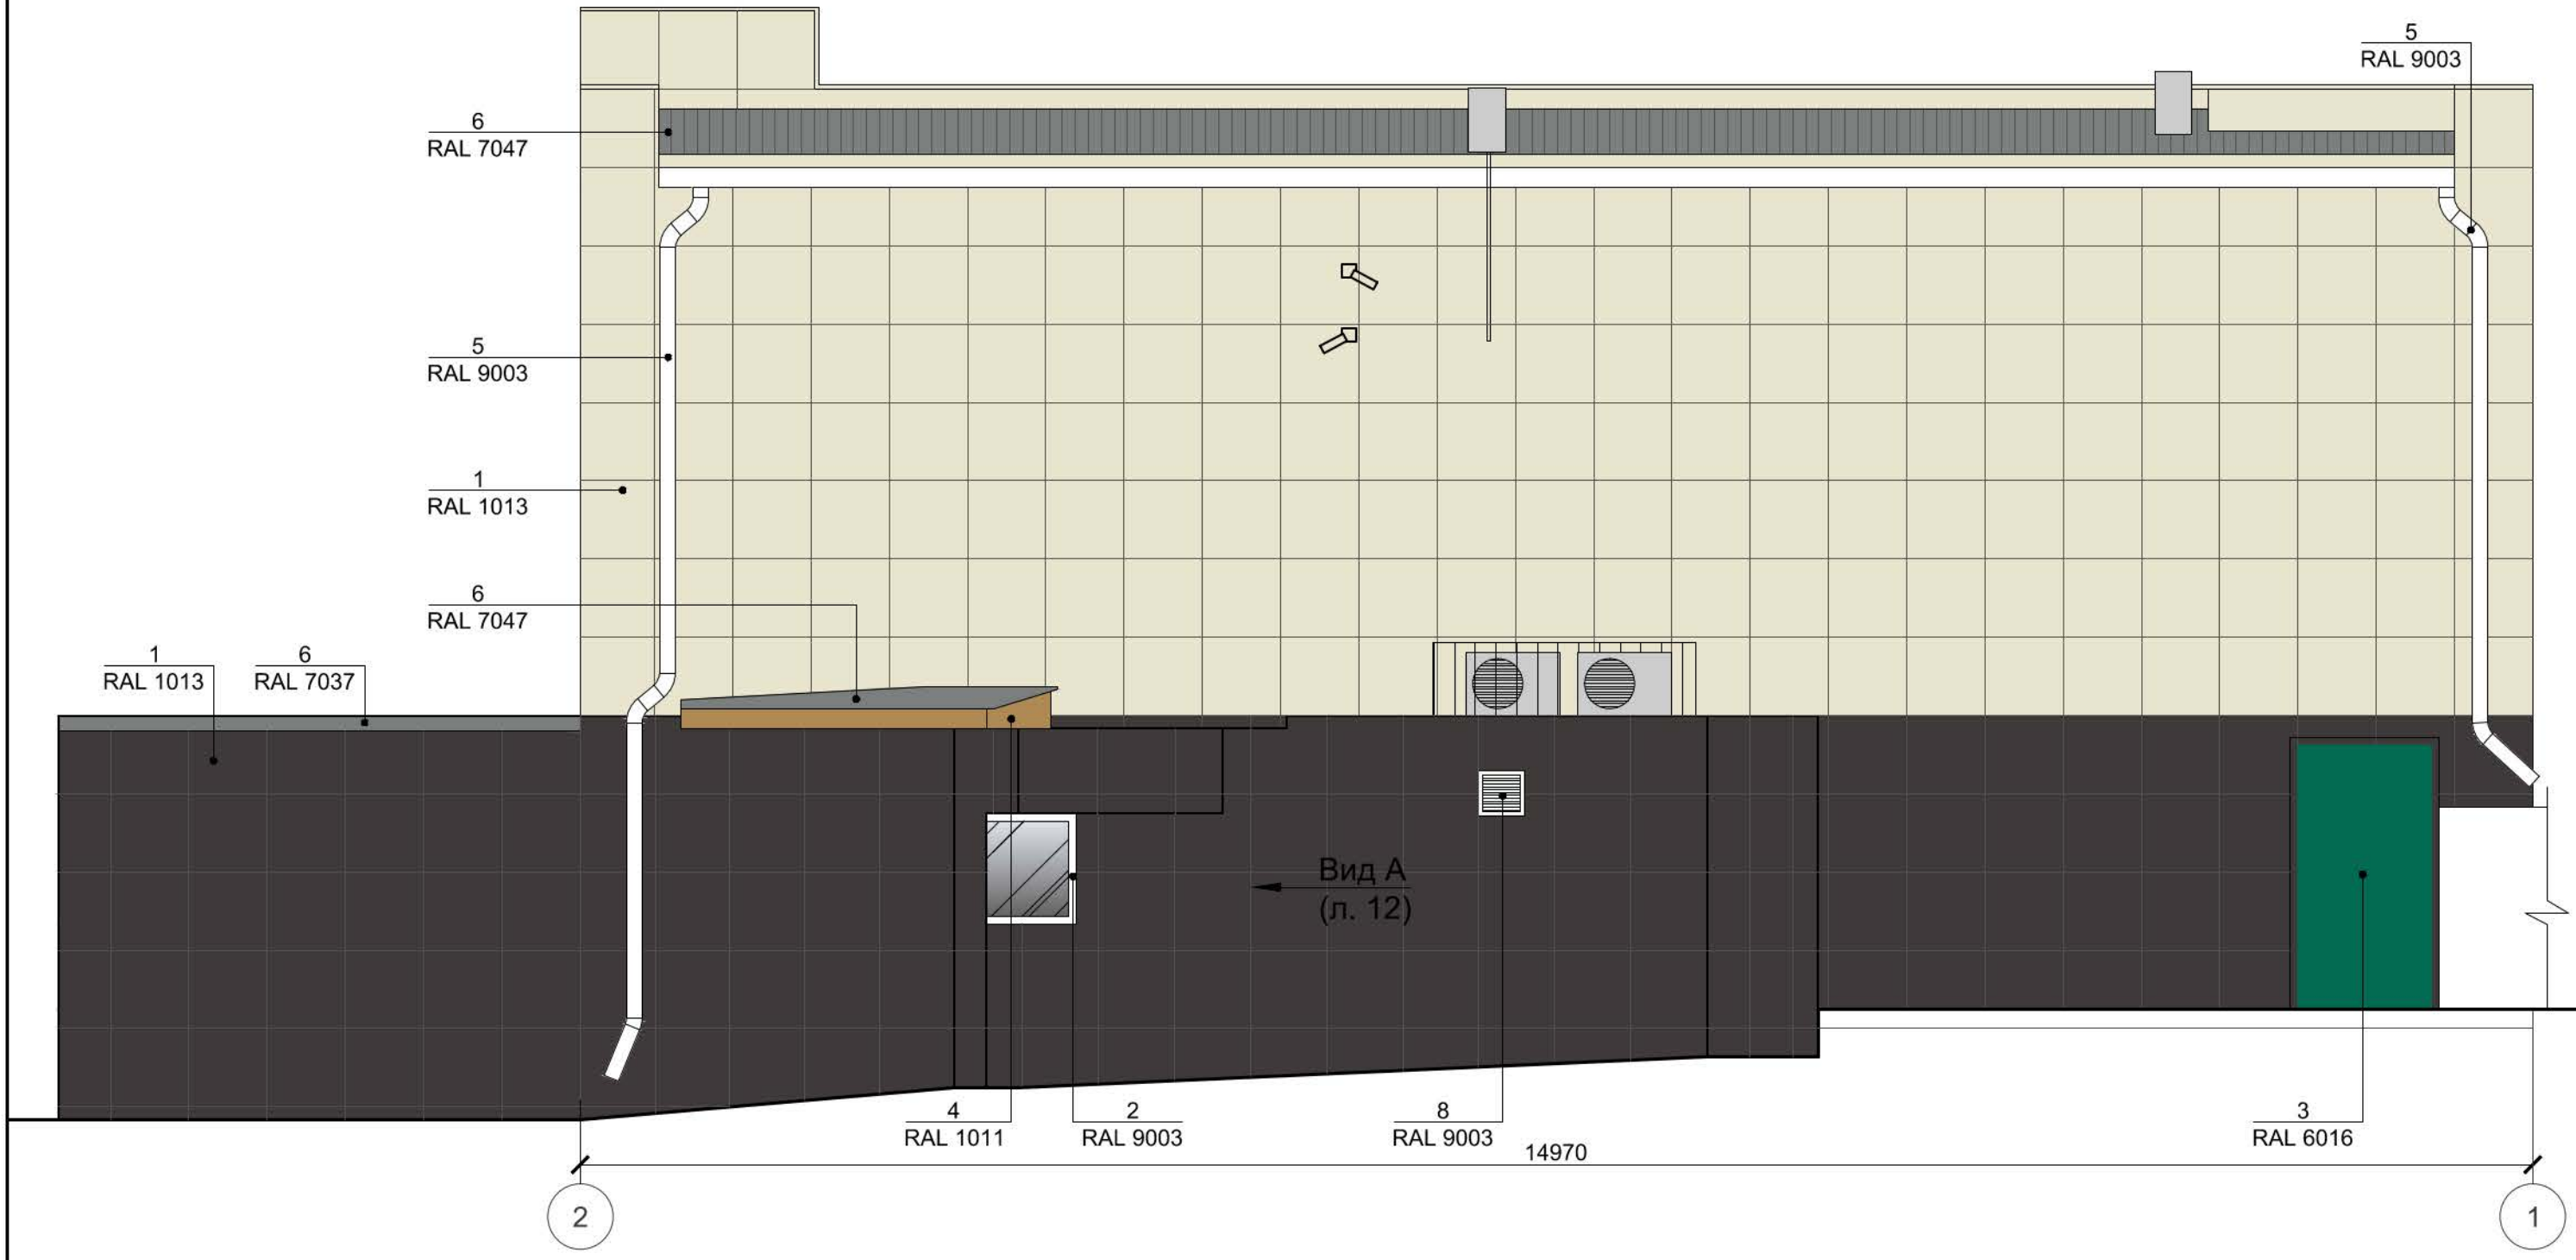 5
RAL 9003
6
RAL 7047
5
RAL 9003
1
RAL 1013
6
RAL 7047
1
RAL 1013
6
RAL 7037
Вид А
(л. 12)
4
RAL 1011
2
RAL 9003
8
RAL 9003
3
RAL 6016
14970
2
1